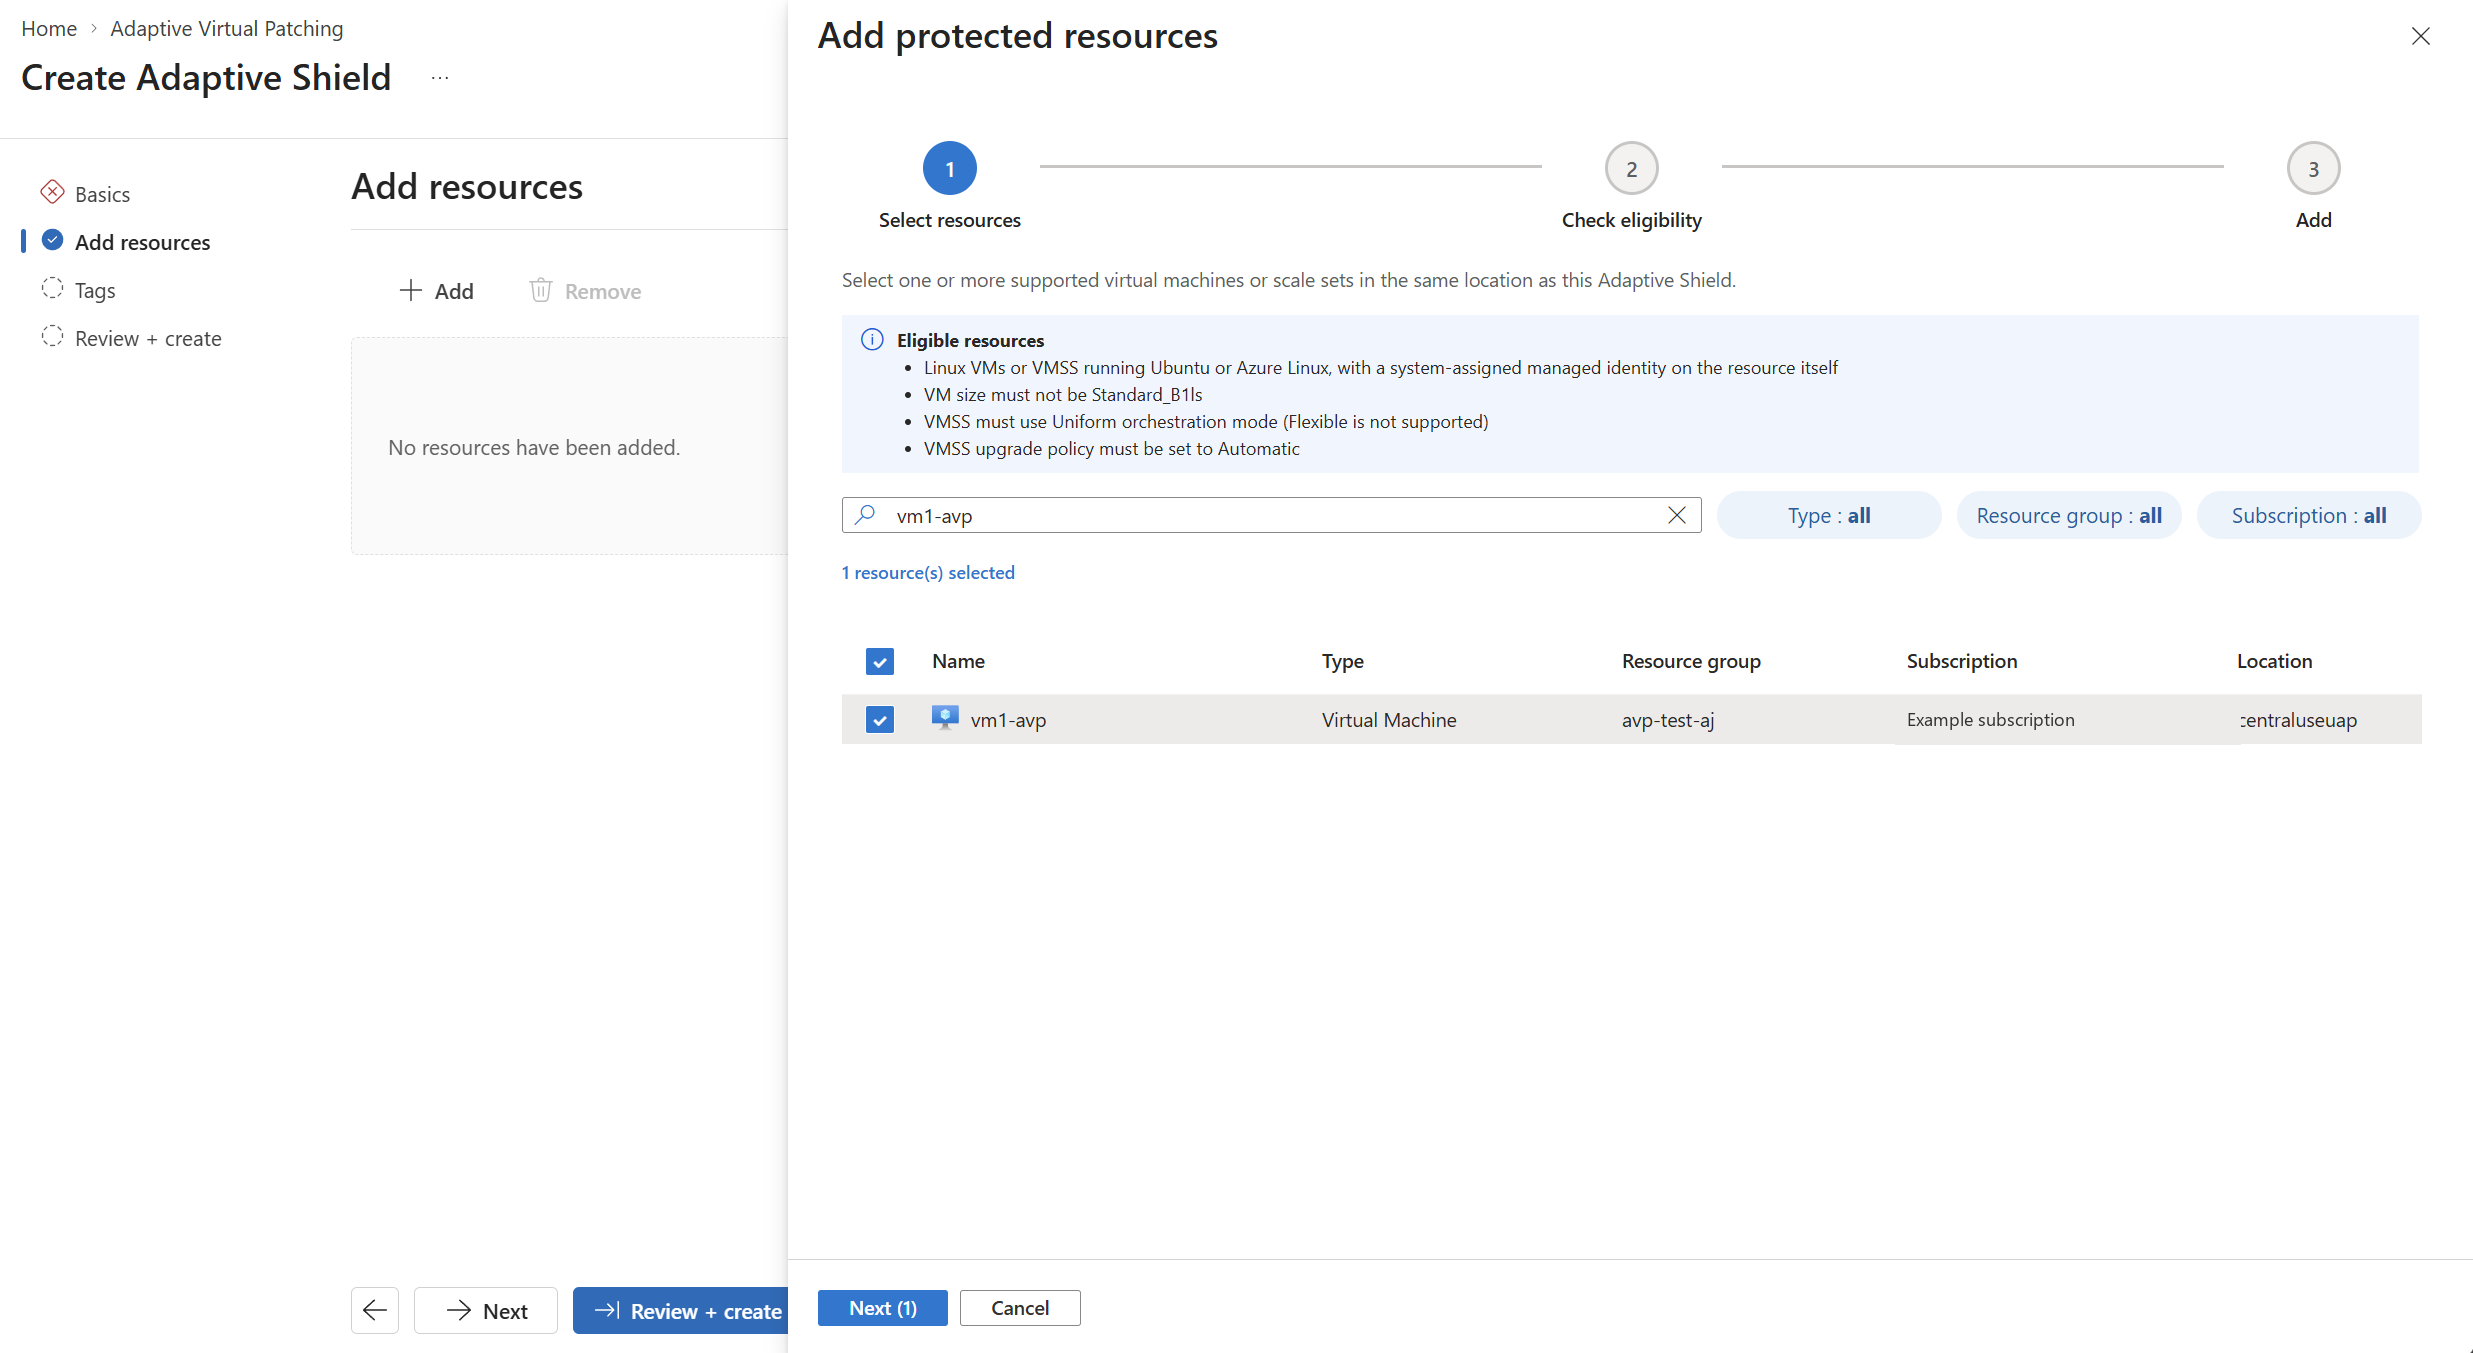 Home > Adaptive Virtual Patching
Create Adaptive Shield ...
Basics
Add resources
Tags
Review + create
Add resources
Add Remove
No resources have been added.
Next
Review + create
Add protected resources
1 2 3
Select resources Check eligibility Add
Select one or more supported virtual machines or scale sets in the same location as this Adaptive Shield.
Eligible resources
• Linux VMs or VMSS running Ubuntu or Azure Linux, with a system-assigned managed identity on the resource itself
• VM size must not be Standard_B1ls
• VMSS must use Uniform orchestration mode (Flexible is not supported)
• VMSS upgrade policy must be set to Automatic
vm1-avp Type : all Resource group : all Subscription : all
1 resource(s) selected
Name Type Resource group Subscription Location
vm1-avp Virtual Machine avp-test-aj Example subscription centraluseuap
Next (1) Cancel